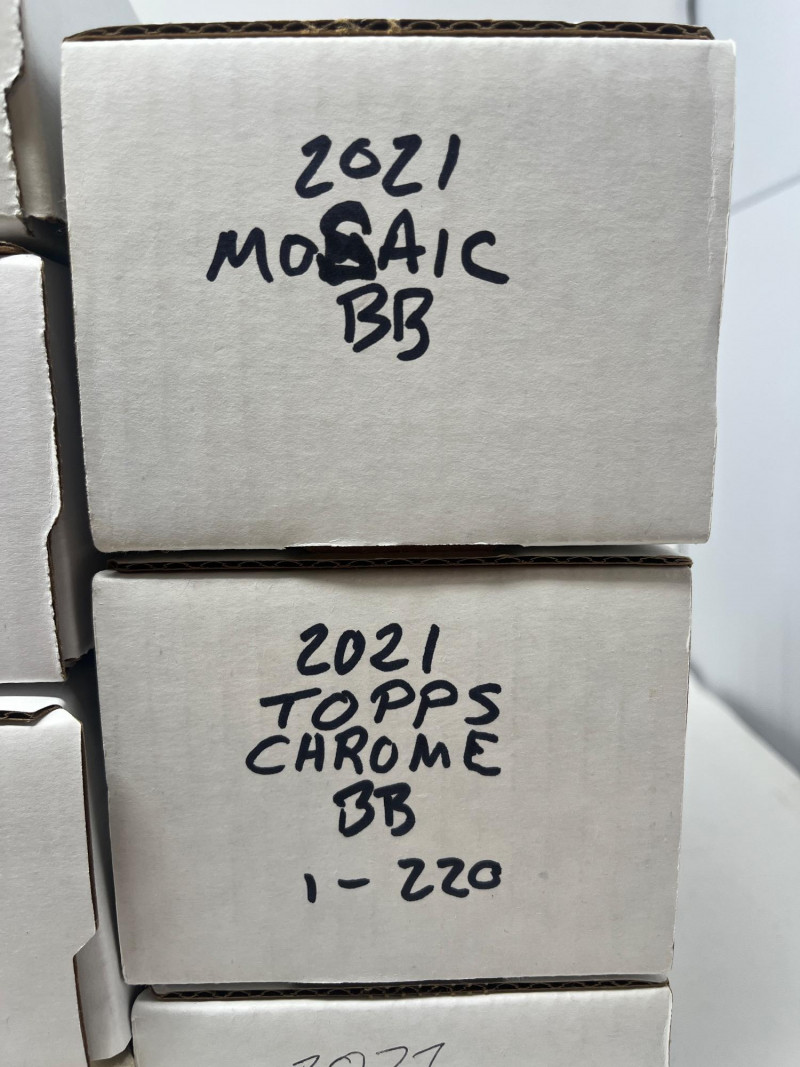 2021
MOSAIC
BB
2021
TOPPS
CHROME
BB
1-220